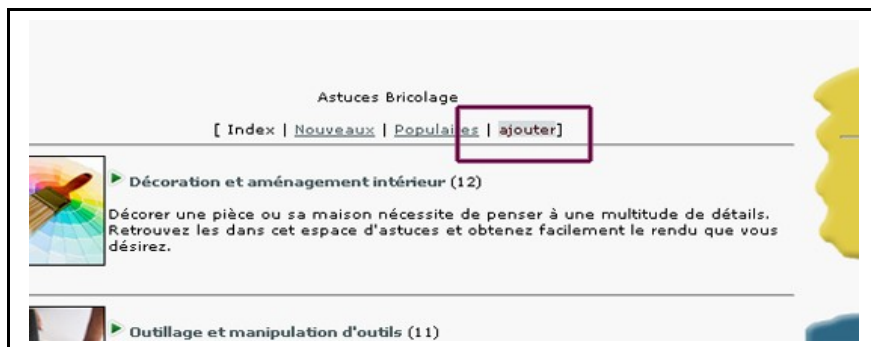 Astuces Bricolage
[ Index | Nouveaux | Populaires | ajouter]
Décoration et aménagement intérieur (12)
Décorer une pièce ou sa maison nécessite de penser à une multitude de détails.
Retrouvez les dans cet espace d'astuces et obtenez facilement le rendu que vous
désirez.
Outillage et manipulation d'outils (11)